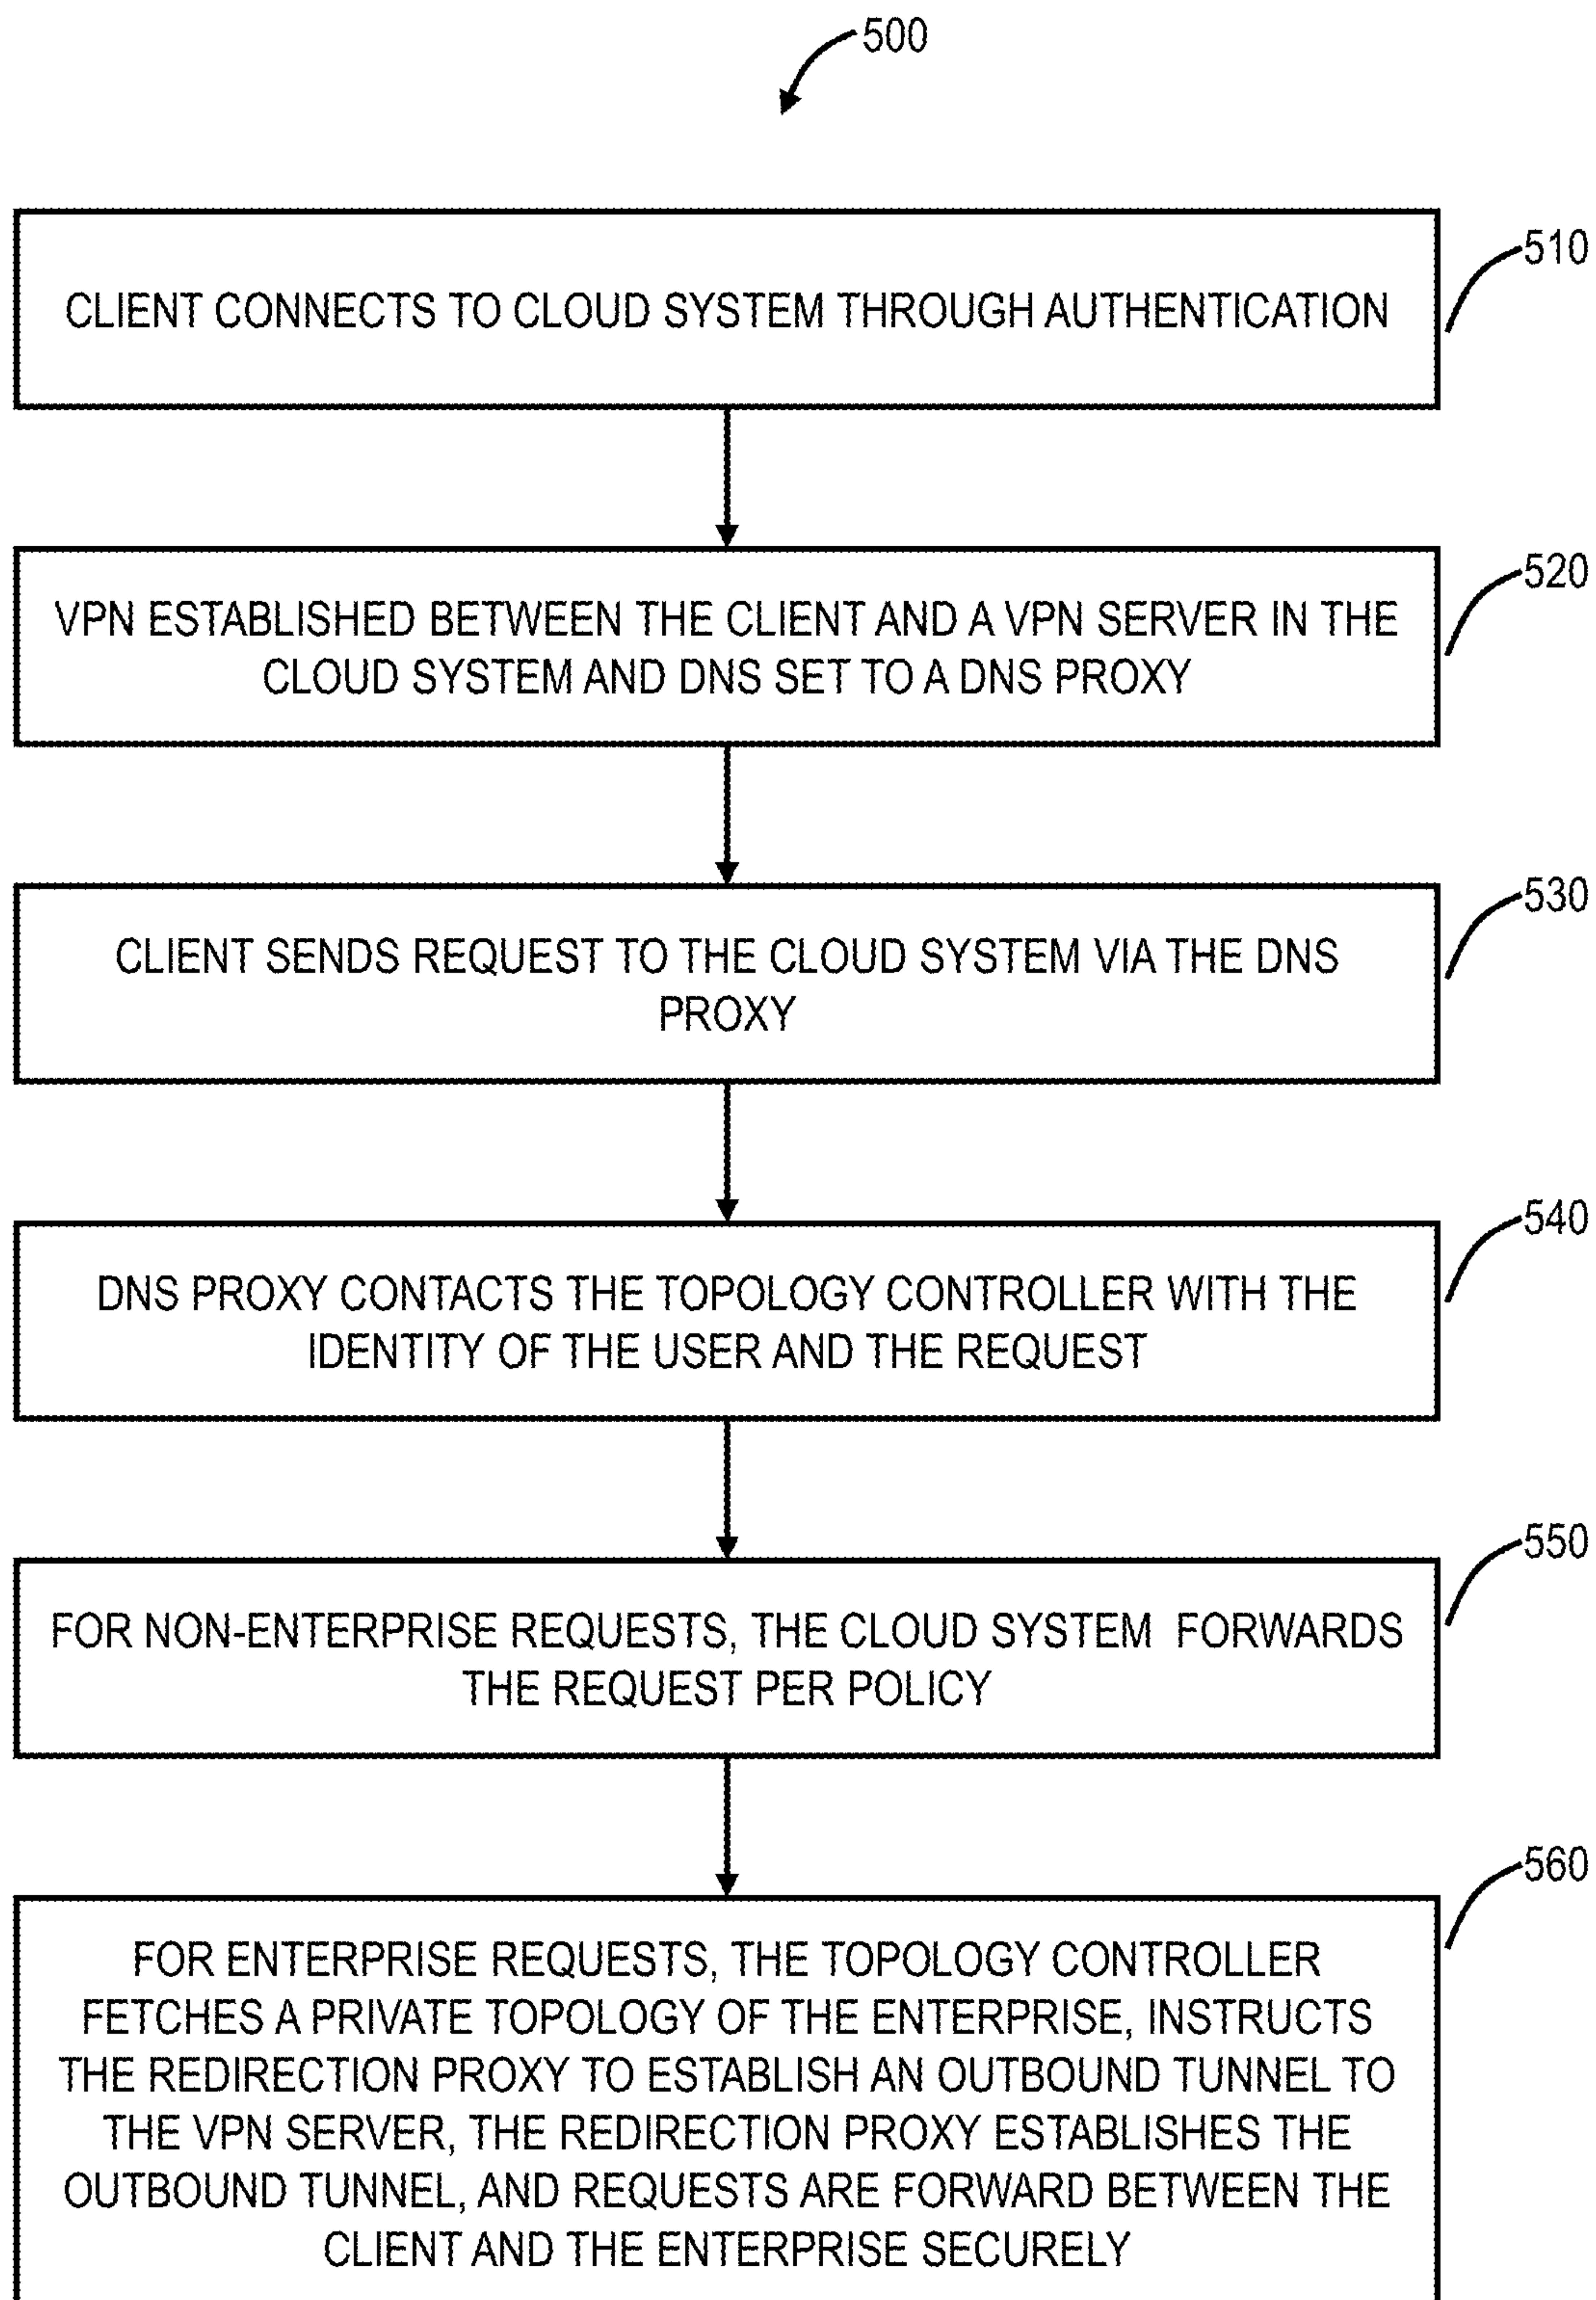 500
510
CLIENT CONNECTS TO CLOUD SYSTEM THROUGH AUTHENTICATION
520
VPN ESTABLISHED BETWEEN THE CLIENT AND A VPN SERVER IN THE
CLOUD SYSTEM AND DNS SET TO A DNS PROXY
530
CLIENT SENDS REQUEST TO THE CLOUD SYSTEM VIA THE DNS
PROXY
540
DNS PROXY CONTACTS THE TOPOLOGY CONTROLLER WITH THE
IDENTITY OF THE USER AND THE REQUEST
550
FOR NON-ENTERPRISE REQUESTS, THE CLOUD SYSTEM FORWARDS
THE REQUEST PER POLICY
560
FOR ENTERPRISE REQUESTS, THE TOPOLOGY CONTROLLER
FETCHES A PRIVATE TOPOLOGY OF THE ENTERPRISE, INSTRUCTS
THE REDIRECTION PROXY TO ESTABLISH AN OUTBOUND TUNNEL TO
THE VPN SERVER, THE REDIRECTION PROXY ESTABLISHES THE
OUTBOUND TUNNEL, AND REQUESTS ARE FORWARD BETWEEN THE
CLIENT AND THE ENTERPRISE SECURELY